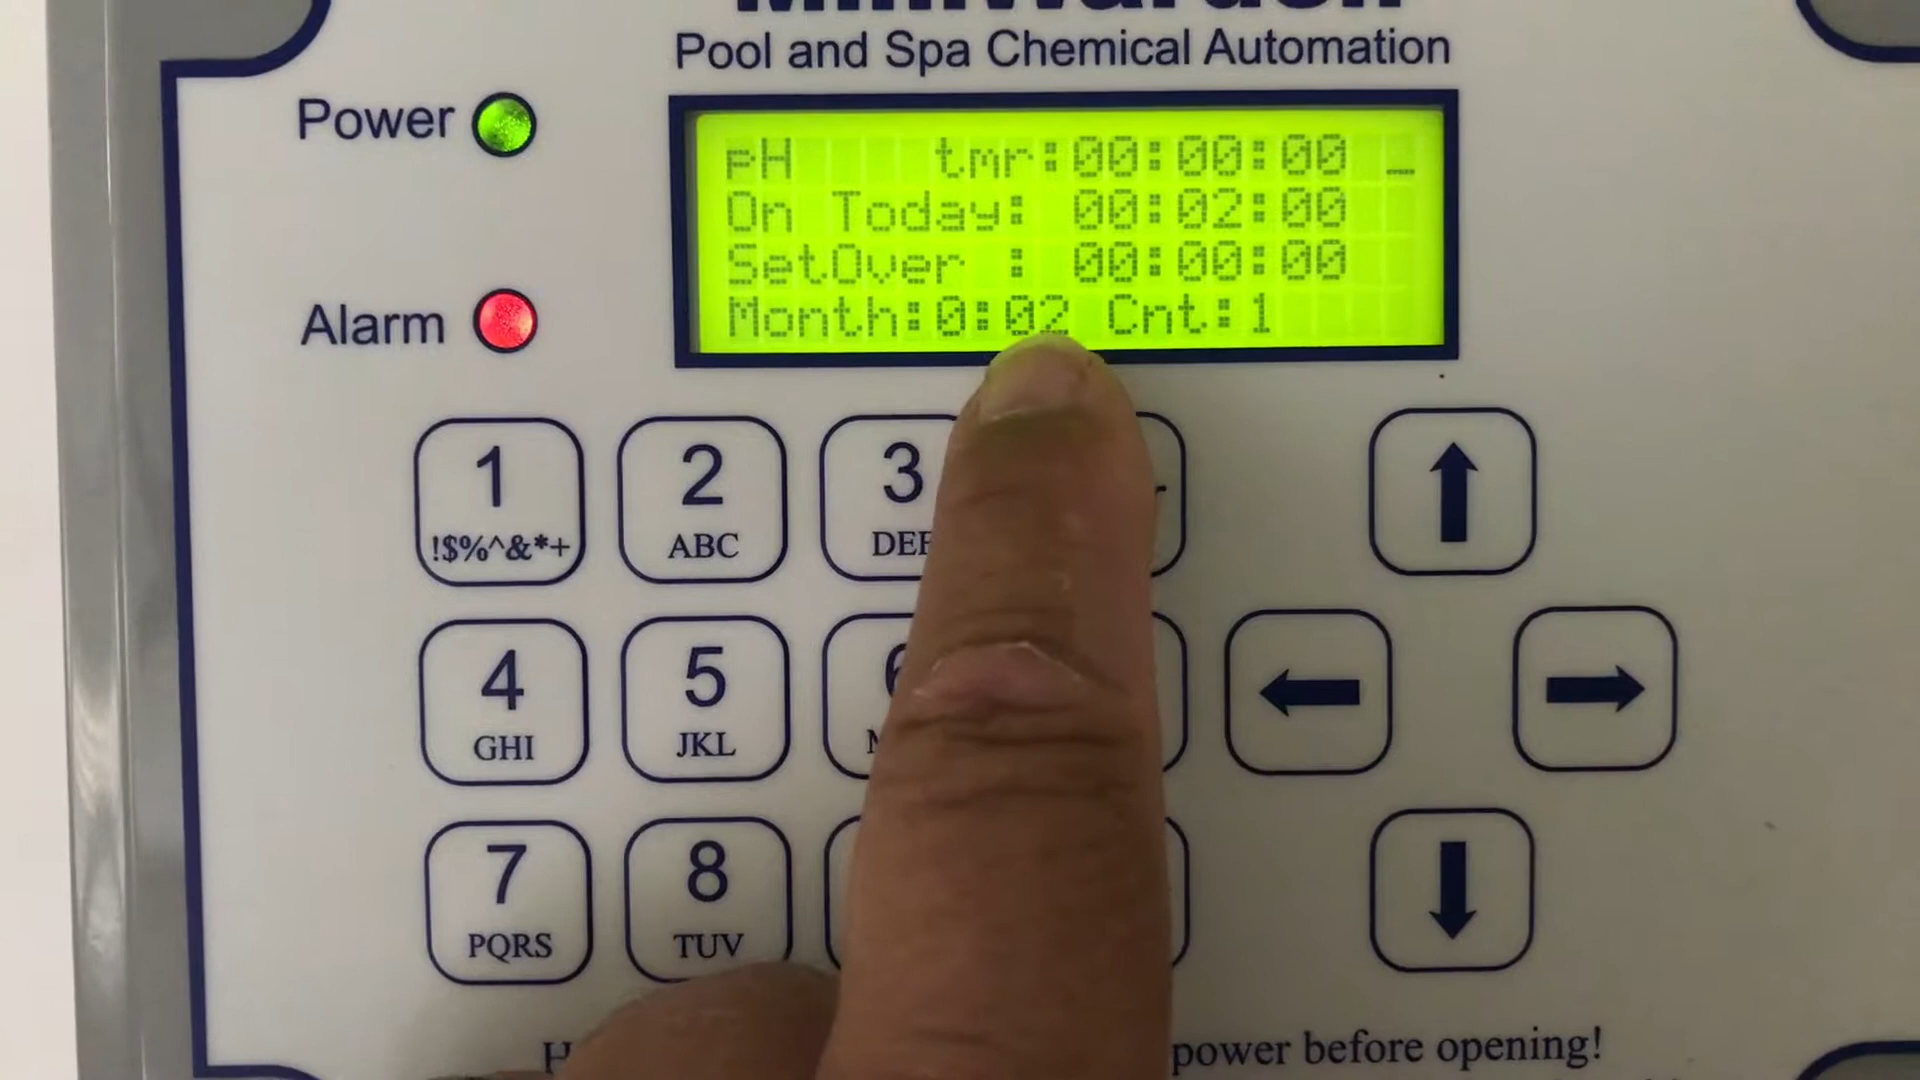 Pool and Spa Chemical Automation
Power
pH tmr:00:00:00 _
On Today: 00:02:00
SetOver : 00:00:00
Month:0:02 Cnt:1
Alarm
1
!$%^&*+
2
ABC
3
4
GHI
5
JKL
7
PQRS
8
TUV
power before opening!